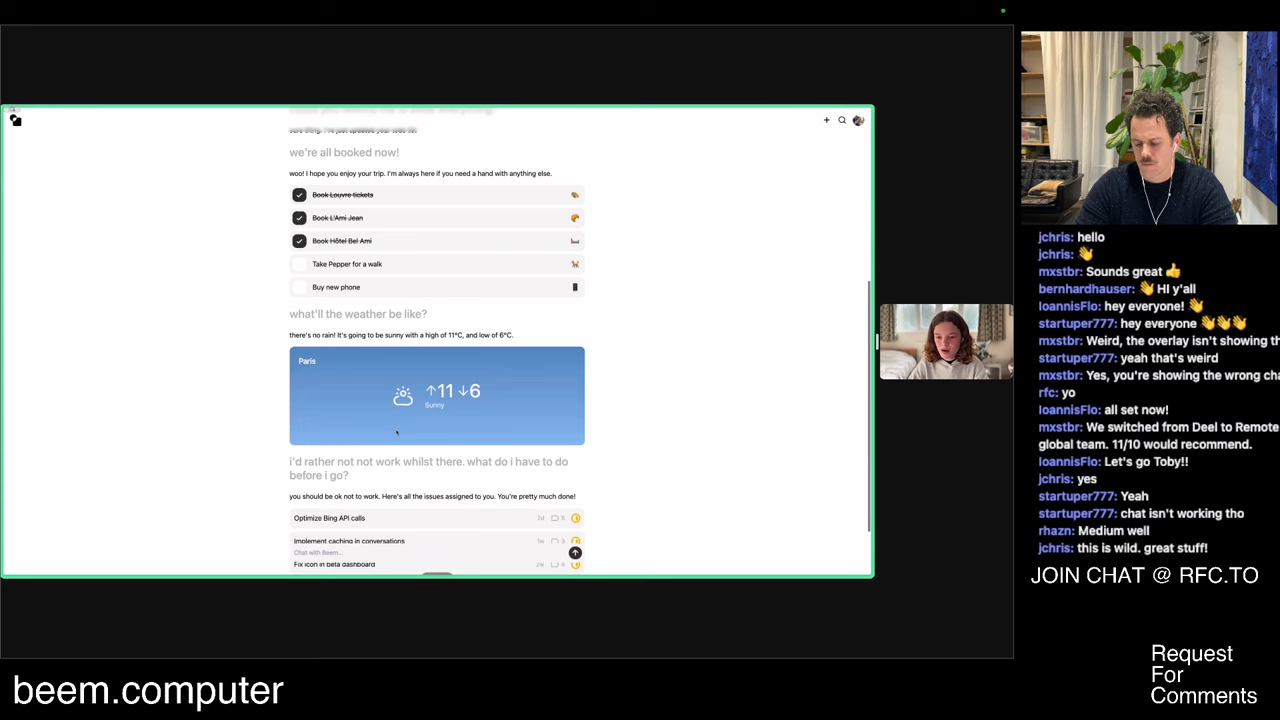 we're all booked now!
woo! I hope you enjoy your trip. I'm always here if you need a hand with anything else.
Book Louvre tickets
Book L'Ami Jean
Book Hôtel Bel Ami
Take Pepper for a walk
Buy new phone
what'll the weather be like?
there's no rain! It's going to be sunny with a high of 11°C, and low of 6°C.
Paris
↑11 ↓6
Sunny
i'd rather not not work whilst there. what do i have to do
before i go?
you should be ok not to work. Here's all the issues assigned to you. You're pretty much done!
Optimize Bing API calls 2d 5
Implement caching in conversations 1w 3
Chat with Beem...
Fix icon in beta dashboard 4
jchris: hello
jchris: 👋
mxstbr: Sounds great 👍
bernhardhauser: 👋 HI y'all
IoannisFlo: hey everyone! 👋
startuper777: hey everyone 👋👋👋
mxstbr: Weird, the overlay isn't showing th
startuper777: yeah that's weird
mxstbr: Yes, you're showing the wrong cha
rfc: yo
IoannisFlo: all set now!
mxstbr: We switched from Deel to Remote
global team. 11/10 would recommend.
IoannisFlo: Let's go Toby!!
jchris: yes
startuper777: Yeah
startuper777: chat isn't working tho
rhazn: Medium well
jchris: this is wild. great stuff!
JOIN CHAT @ RFC.TO
Request
For
Comments
beem.computer